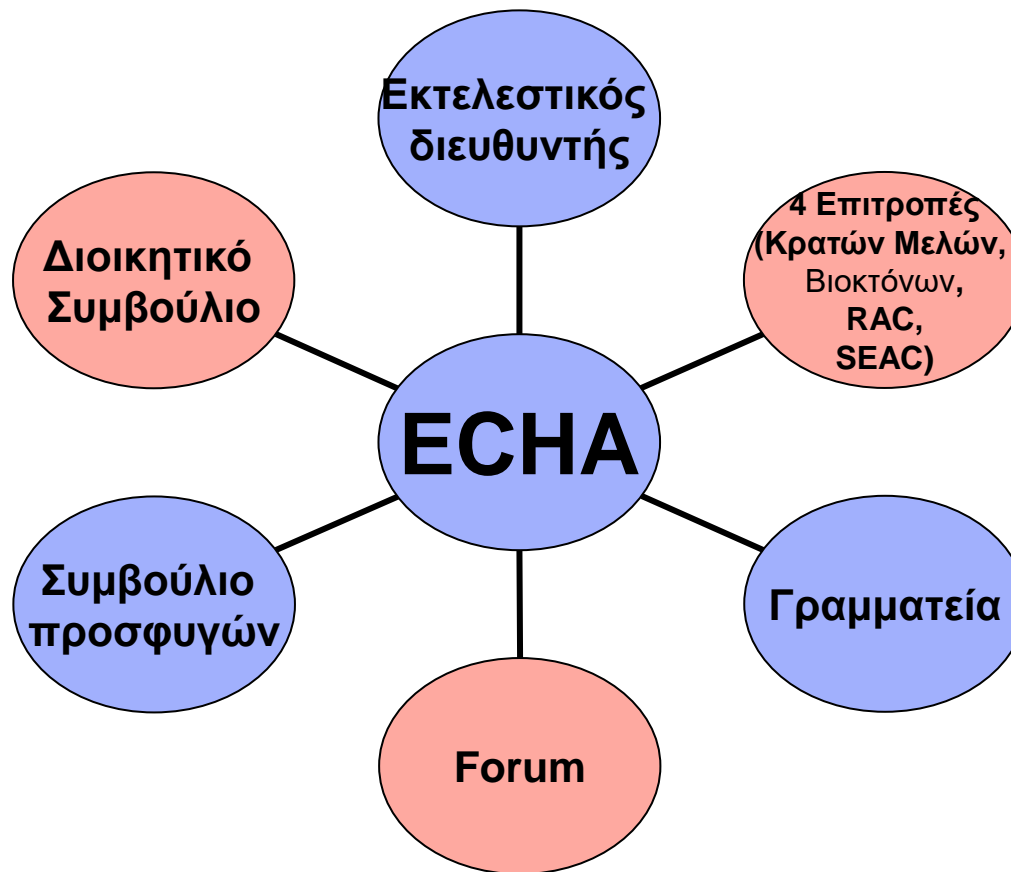 Εκτελεστικός
διευθυντής
Διοικητικό
Συμβούλιο
4 Επιτροπές
(Κρατών Μελών,
Βιοκτόνων,
RAC,
SEAC)
ECHA
Συμβούλιο
προσφυγών
Γραμματεία
Forum